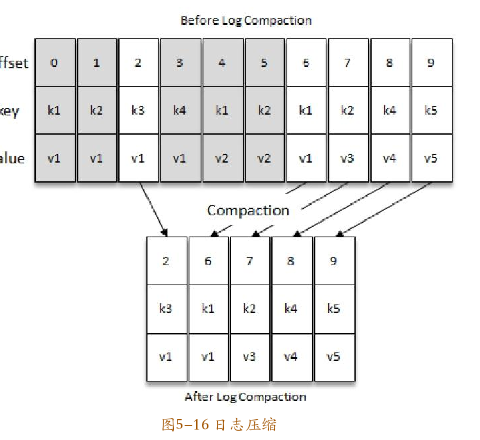 Before Log Compaction
ffset 0 1 2 3 4 5 6 7 8 9
key k1 k2 k3 k4 k1 k2 k1 k2 k4 k5
alue v1 v1 v1 v1 v2 v2 v1 v3 v4 v5
Compaction
2 6 7 8 9
k3 k1 k2 k4 k5
v1 v1 v3 v4 v5
After Log Compaction
图5-16 日志压缩